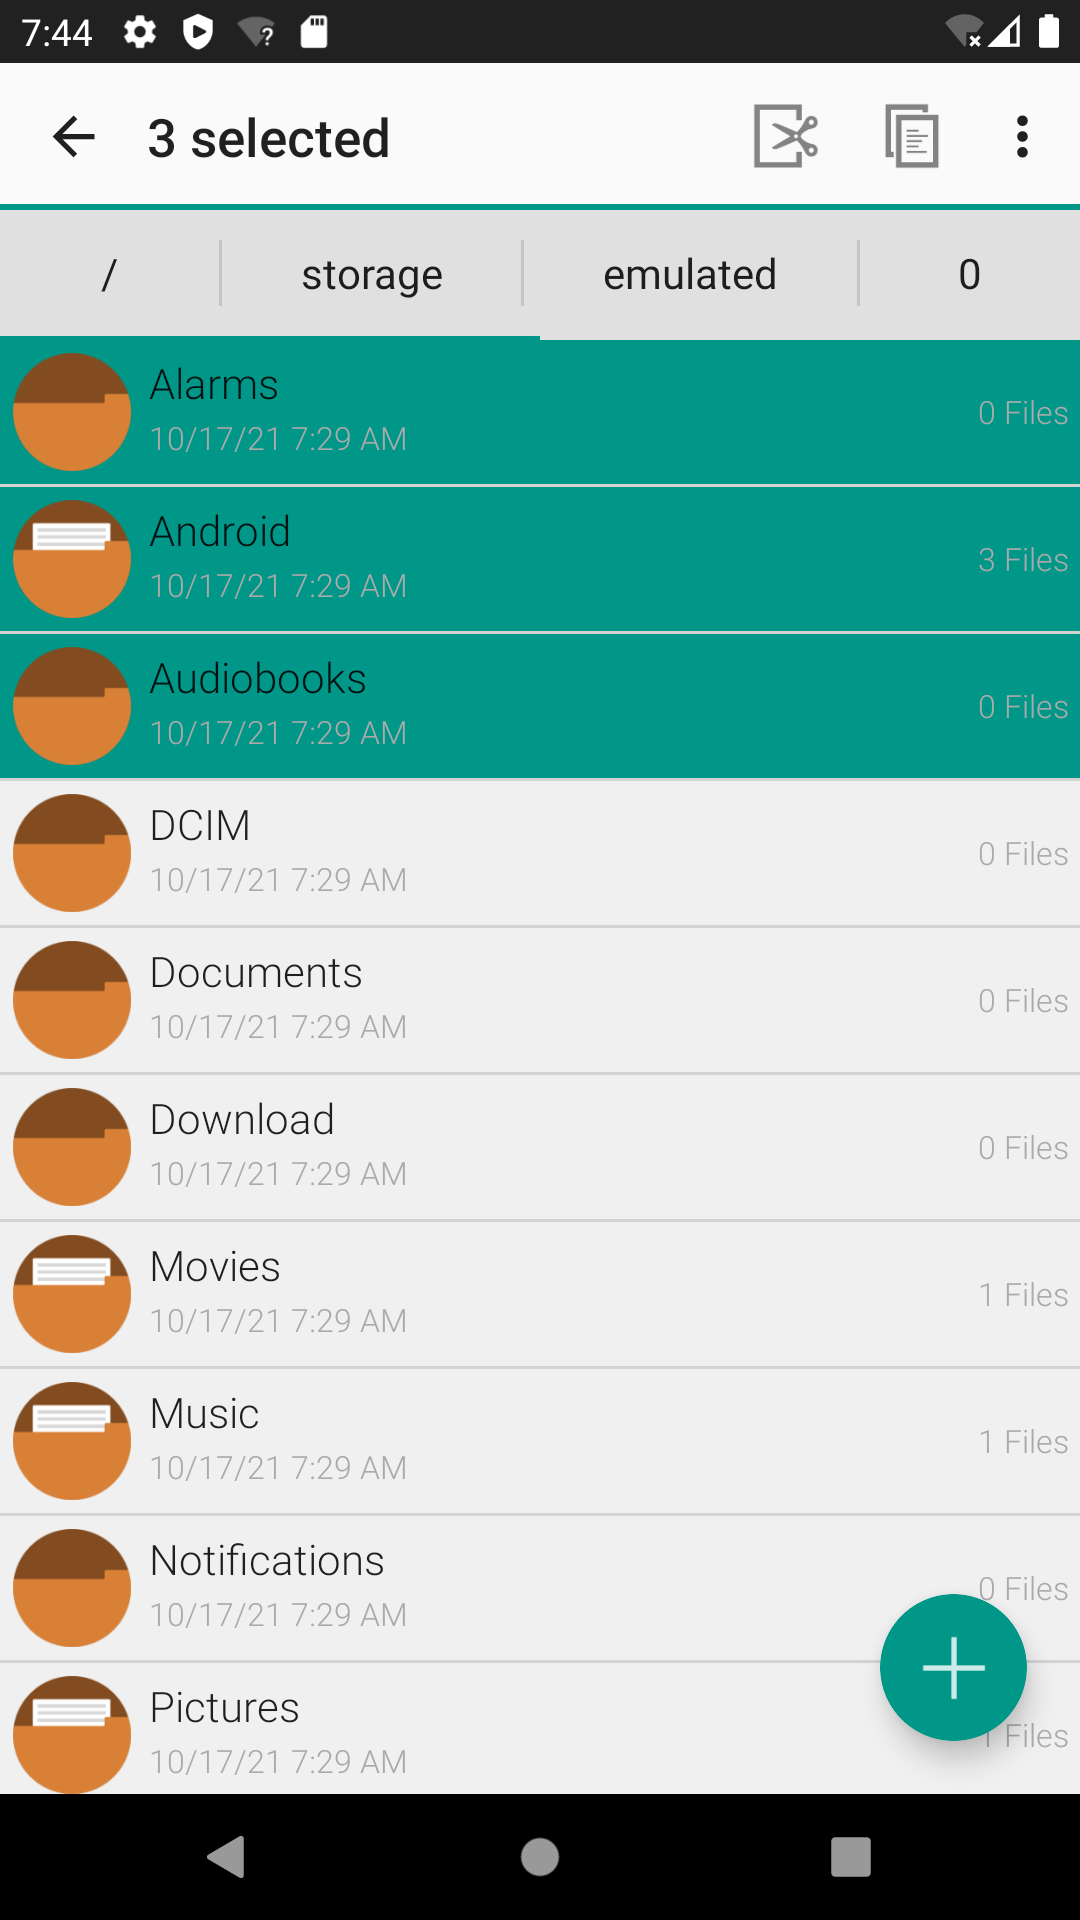 7:44
3 selected
/ storage emulated 0
Alarms
10/17/21 7:29 AM
0 Files
Android
10/17/21 7:29 AM
3 Files
Audiobooks
10/17/21 7:29 AM
0 Files
DCIM
10/17/21 7:29 AM
0 Files
Documents
10/17/21 7:29 AM
0 Files
Download
10/17/21 7:29 AM
0 Files
Movies
10/17/21 7:29 AM
1 Files
Music
10/17/21 7:29 AM
1 Files
Notifications
10/17/21 7:29 AM
0 Files
Pictures
10/17/21 7:29 AM
1 Files